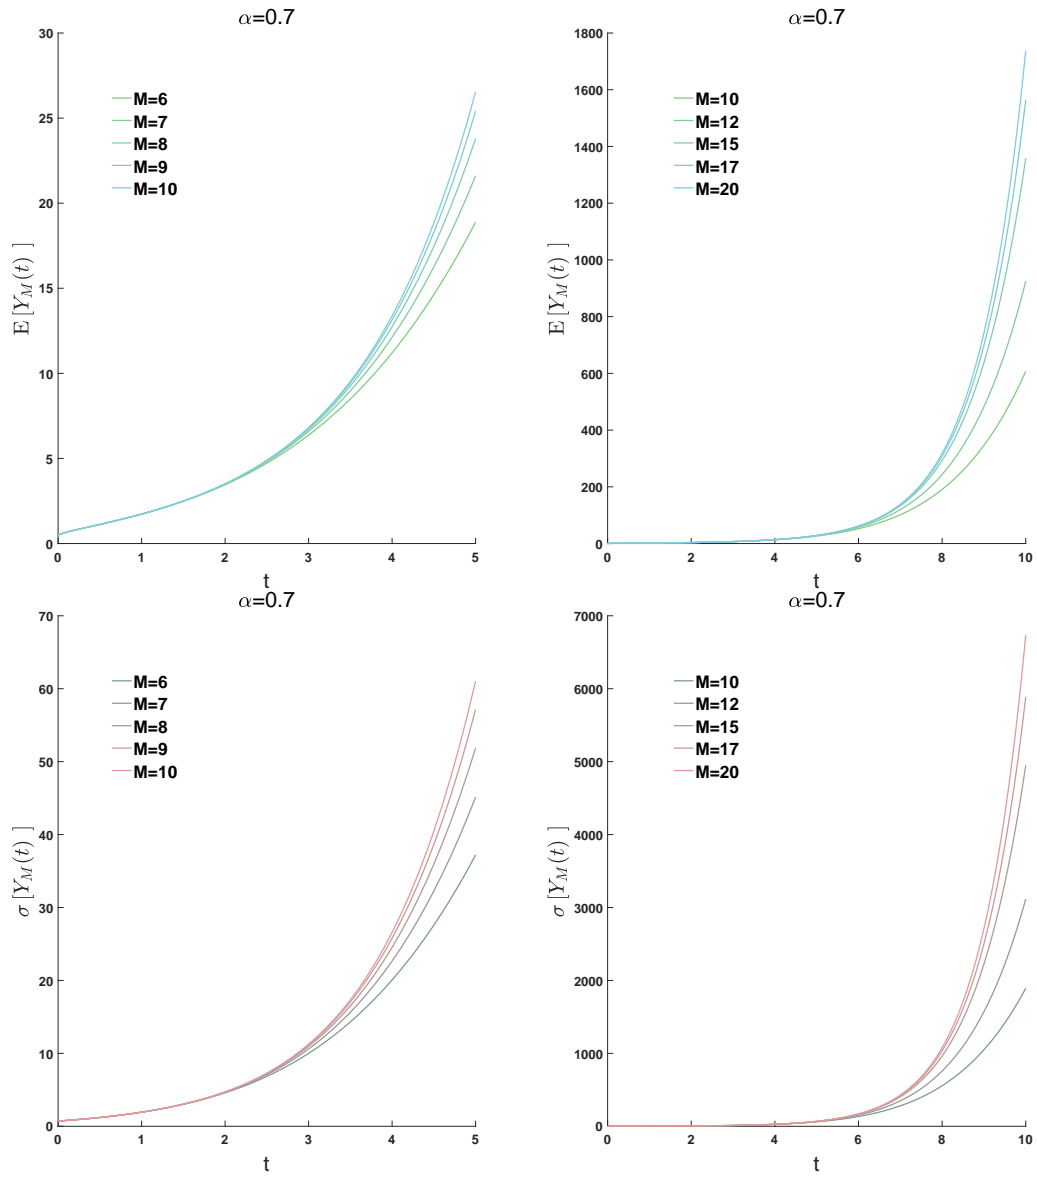 α=0.7
30
25
20
15
10
5
0
M=6
M=7
M=8
M=9
M=10
E [Y_M(t) ]
0 1 2 3 4 5
t
α=0.7
1800
1600
1400
1200
1000
800
600
400
200
0
M=10
M=12
M=15
M=17
M=20
E [Y_M(t) ]
0 2 4 6 8 10
t
α=0.7
70
60
50
40
30
20
10
0
M=6
M=7
M=8
M=9
M=10
σ [Y_M(t) ]
0 1 2 3 4 5
t
α=0.7
7000
6000
5000
4000
3000
2000
1000
0
M=10
M=12
M=15
M=17
M=20
σ [Y_M(t) ]
0 2 4 6 8 10
t